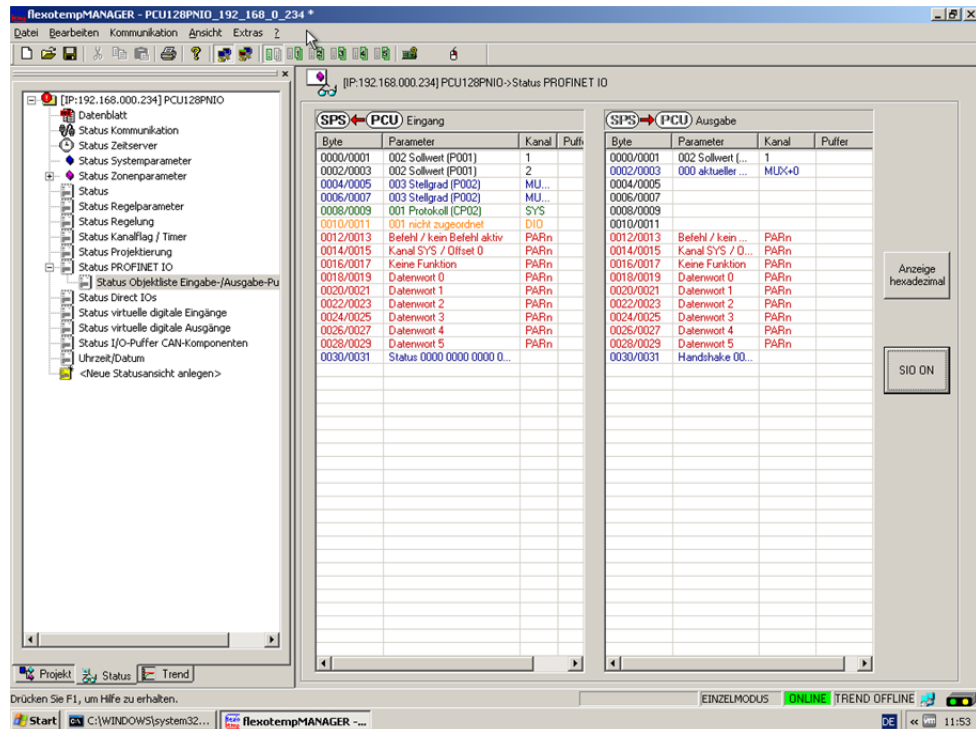 flexotempMANAGER - PCU128PNIO_192_168_0_234 *
Datei Bearbeiten Kommunikation Ansicht Extras ?
[IP:192.168.000.234] PCU128PNIO
Datenblatt
Status Kommunikation
Status Zeitserver
Status Systemparameter
Status Zonenparameter
Status
Status Regelparameter
Status Regelung
Status Kanalflag / Timer
Status Projektierung
Status PROFINET IO
Status Objektliste Eingabe-/Ausgabe-Pu
Status Direct IOs
Status virtuelle digitale Eingänge
Status virtuelle digitale Ausgänge
Status I/O-Puffer CAN-Komponenten
Uhrzeit/Datum
<Neue Statusansicht anlegen>
Projekt Status Trend
[IP:192.168.000.234] PCU128PNIO->Status PROFINET IO
SPS PCU Eingang
Byte Parameter Kanal Puff
0000/0001 002 Sollwert (P001) 1
0002/0003 002 Sollwert (P001) 2
0004/0005 003 Stellgrad (P002) MU...
0006/0007 003 Stellgrad (P002) MU...
0008/0009 001 Protokoll (CP02) SYS
0010/0011 001 nicht zugeordnet DIO
0012/0013 Befehl / kein Befehl aktiv PARn
0014/0015 Kanal SYS / Offset 0 PARn
0016/0017 Keine Funktion PARn
0018/0019 Datenwort 0 PARn
0020/0021 Datenwort 1 PARn
0022/0023 Datenwort 2 PARn
0024/0025 Datenwort 3 PARn
0026/0027 Datenwort 4 PARn
0028/0029 Datenwort 5 PARn
0030/0031 Status 0000 0000 0000 0...
SPS PCU Ausgabe
Byte Parameter Kanal Puffer
0000/0001 002 Sollwert (... 1
0002/0003 000 aktueller ... MUX+0
0004/0005
0006/0007
0008/0009
0010/0011
0012/0013 Befehl / kein ... PARn
0014/0015 Kanal SYS / O... PARn
0016/0017 Keine Funktion PARn
0018/0019 Datenwort 0 PARn
0020/0021 Datenwort 1 PARn
0022/0023 Datenwort 2 PARn
0024/0025 Datenwort 3 PARn
0026/0027 Datenwort 4 PARn
0028/0029 Datenwort 5 PARn
0030/0031 Handshake 00...
Anzeige
hexadezimal
SIO ON
Drücken Sie F1, um Hilfe zu erhalten.
EINZELMODUS ONLINE TREND OFFLINE
Start C:\WINDOWS\system32... flexotempMANAGER -... DE « 11:53